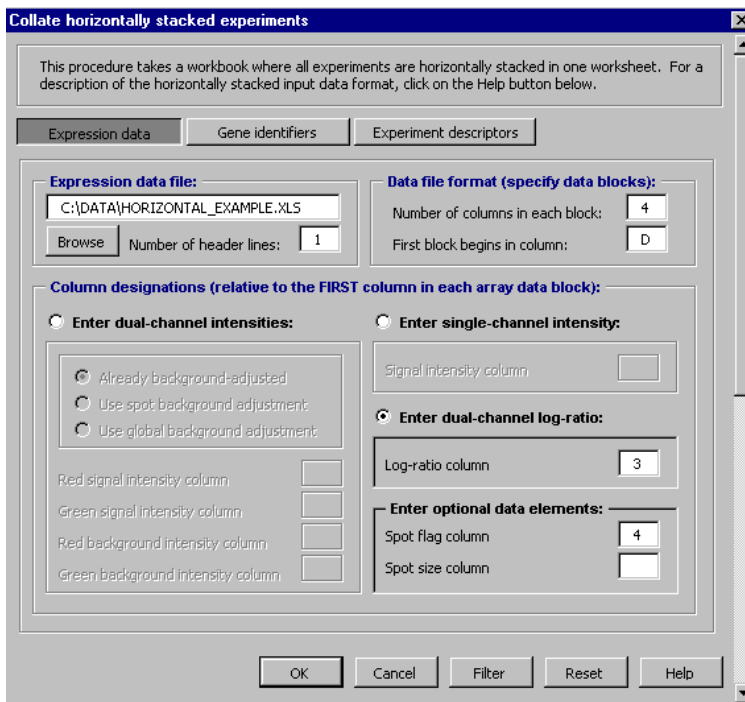 Collate horizontally stacked experiments
This procedure takes a workbook where all experiments are horizontally stacked in one worksheet. For a
description of the horizontally stacked input data format, click on the Help button below.
Expression data
Gene identifiers
Experiment descriptors
Expression data file:
C:\DATA\HORIZONTAL_EXAMPLE.XLS
Browse
Number of header lines: 1
Data file format (specify data blocks):
Number of columns in each block: 4
First block begins in column: D
Column designations (relative to the FIRST column in each array data block):
Enter dual-channel intensities:
Already background-adjusted
Use spot background adjustment
Use global background adjustment
Red signal intensity column
Green signal intensity column
Red background intensity column
Green background intensity column
Enter single-channel intensity:
Signal intensity column
Enter dual-channel log-ratio:
Log-ratio column 3
Enter optional data elements:
Spot flag column 4
Spot size column
OK
Cancel
Filter
Reset
Help